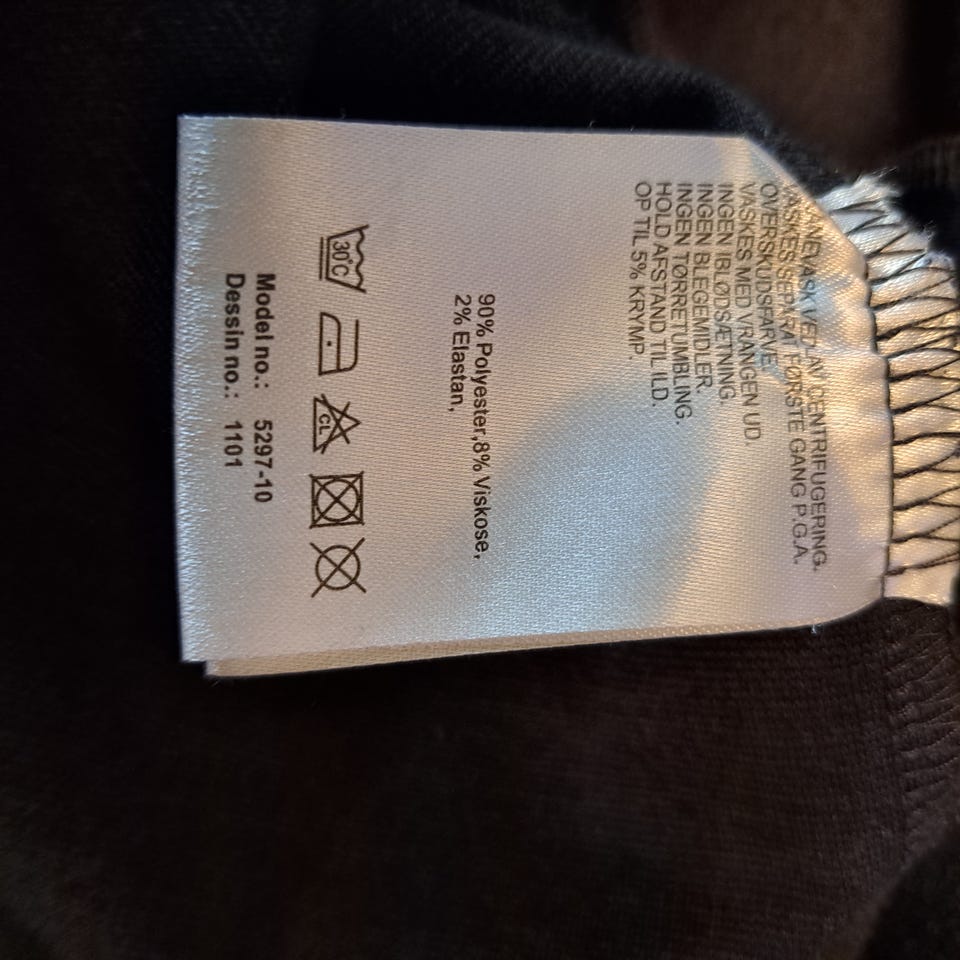 VED LAV CENTRIFUGERING.
VASKES SEPARAT FØRSTE GANG P.G.A.
OVERSKUDSFARVE.
VASKES MED VRANGEN UD.
INGEN IBLØDSÆTNING.
INGEN BLEGEMIDLER.
INGEN TØRRETUMBLING.
HOLD AFSTAND TIL ILD.
OP TIL 5% KRYMP.
90% Polyester,8% Viskose,
2% Elastan,
30°C CL
Model no.: 5297-10
Dessin no.: 1101